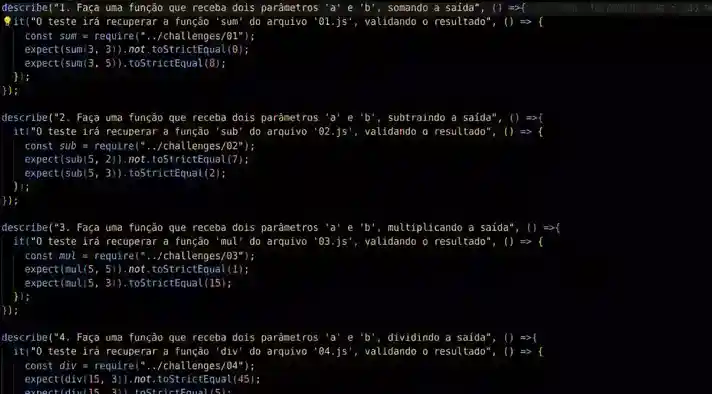 describe("1. Faça uma função que receba dois parâmetros 'a' e 'b', somando a saída", () =>{
it("O teste irá recuperar a função 'sum' do arquivo '01.js', validando o resultado", () => {
const sum = require("../challenges/01");
expect(sum(3, 3)).not.toStrictEqual(0);
expect(sum(3, 5)).toStrictEqual(8);
});
});
describe("2. Faça uma função que receba dois parâmetros 'a' e 'b', subtraindo a saída", () =>{
it("O teste irá recuperar a função 'sub' do arquivo '02.js', validando o resultado", () => {
const sub = require("../challenges/02");
expect(sub(5, 2)).not.toStrictEqual(7);
expect(sub(5, 3)).toStrictEqual(2);
});
});
describe("3. Faça uma função que receba dois parâmetros 'a' e 'b', multiplicando a saída", () =>{
it("O teste irá recuperar a função 'mul' do arquivo '03.js', validando o resultado", () => {
const mul = require("../challenges/03");
expect(mul(5, 5)).not.toStrictEqual(1);
expect(mul(5, 3)).toStrictEqual(15);
});
});
describe("4. Faça uma função que receba dois parâmetros 'a' e 'b', dividindo a saída", () =>{
it("O teste irá recuperar a função 'div' do arquivo '04.js', validando o resultado", () => {
const div = require("../challenges/04");
expect(div(15, 3)).not.toStrictEqual(45);
expect(div(15, 3)).toStrictEqual(5);